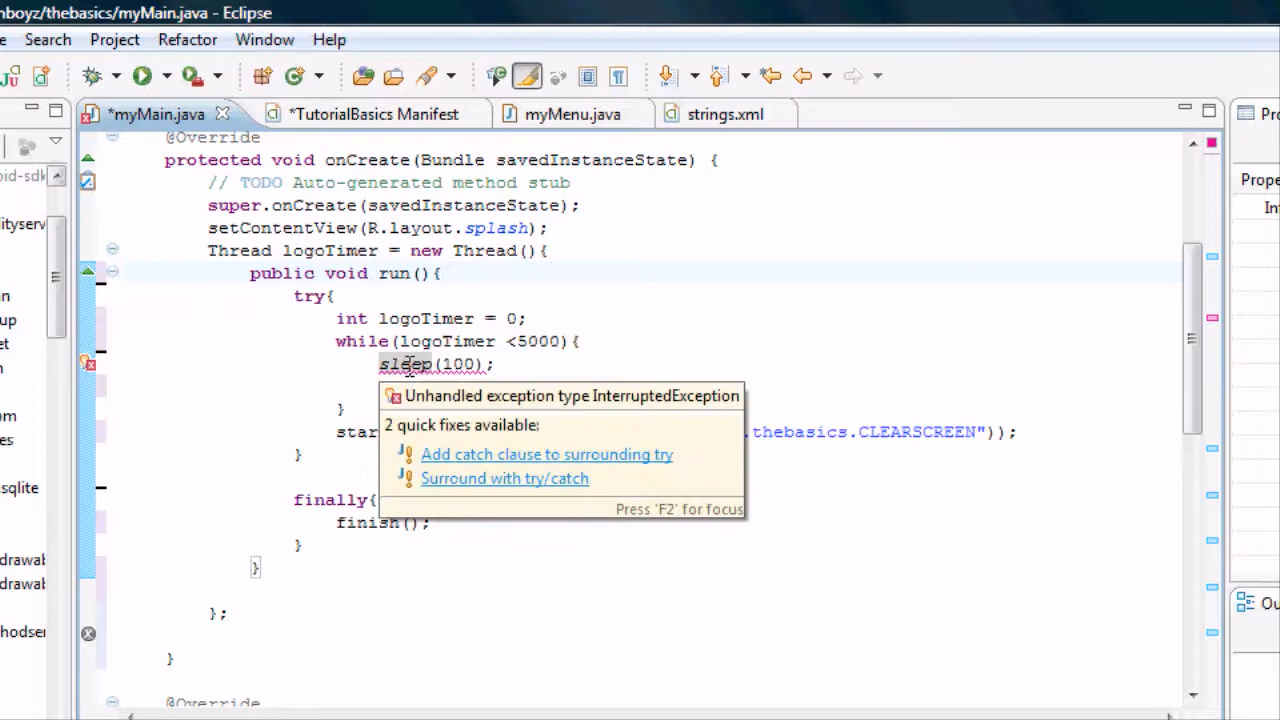 nboyz/thebasics/myMain.java - Eclipse
e Search Project Refactor Window Help
*myMain.java *TutorialBasics Manifest myMenu.java strings.xml
@Override
protected void onCreate(Bundle savedInstanceState) {
// TODO Auto-generated method stub
super.onCreate(savedInstanceState);
setContentView(R.layout.splash);
Thread logoTimer = new Thread(){
public void run(){
try{
int logoTimer = 0;
while(logoTimer <5000){
sleep(100);
Unhandled exception type InterruptedException
2 quick fixes available:
Add catch clause to surrounding try
Surround with try/catch
Press 'F2' for focus
}
star .thebasics.CLEARSCREEN"));
}
finally{
finish();
}
}
};
}
@Override
oid-sdk
lityserv
n
up
et
m
es
sqlite
drawab
drawab
hodser
Pro
Prope
In
Ou